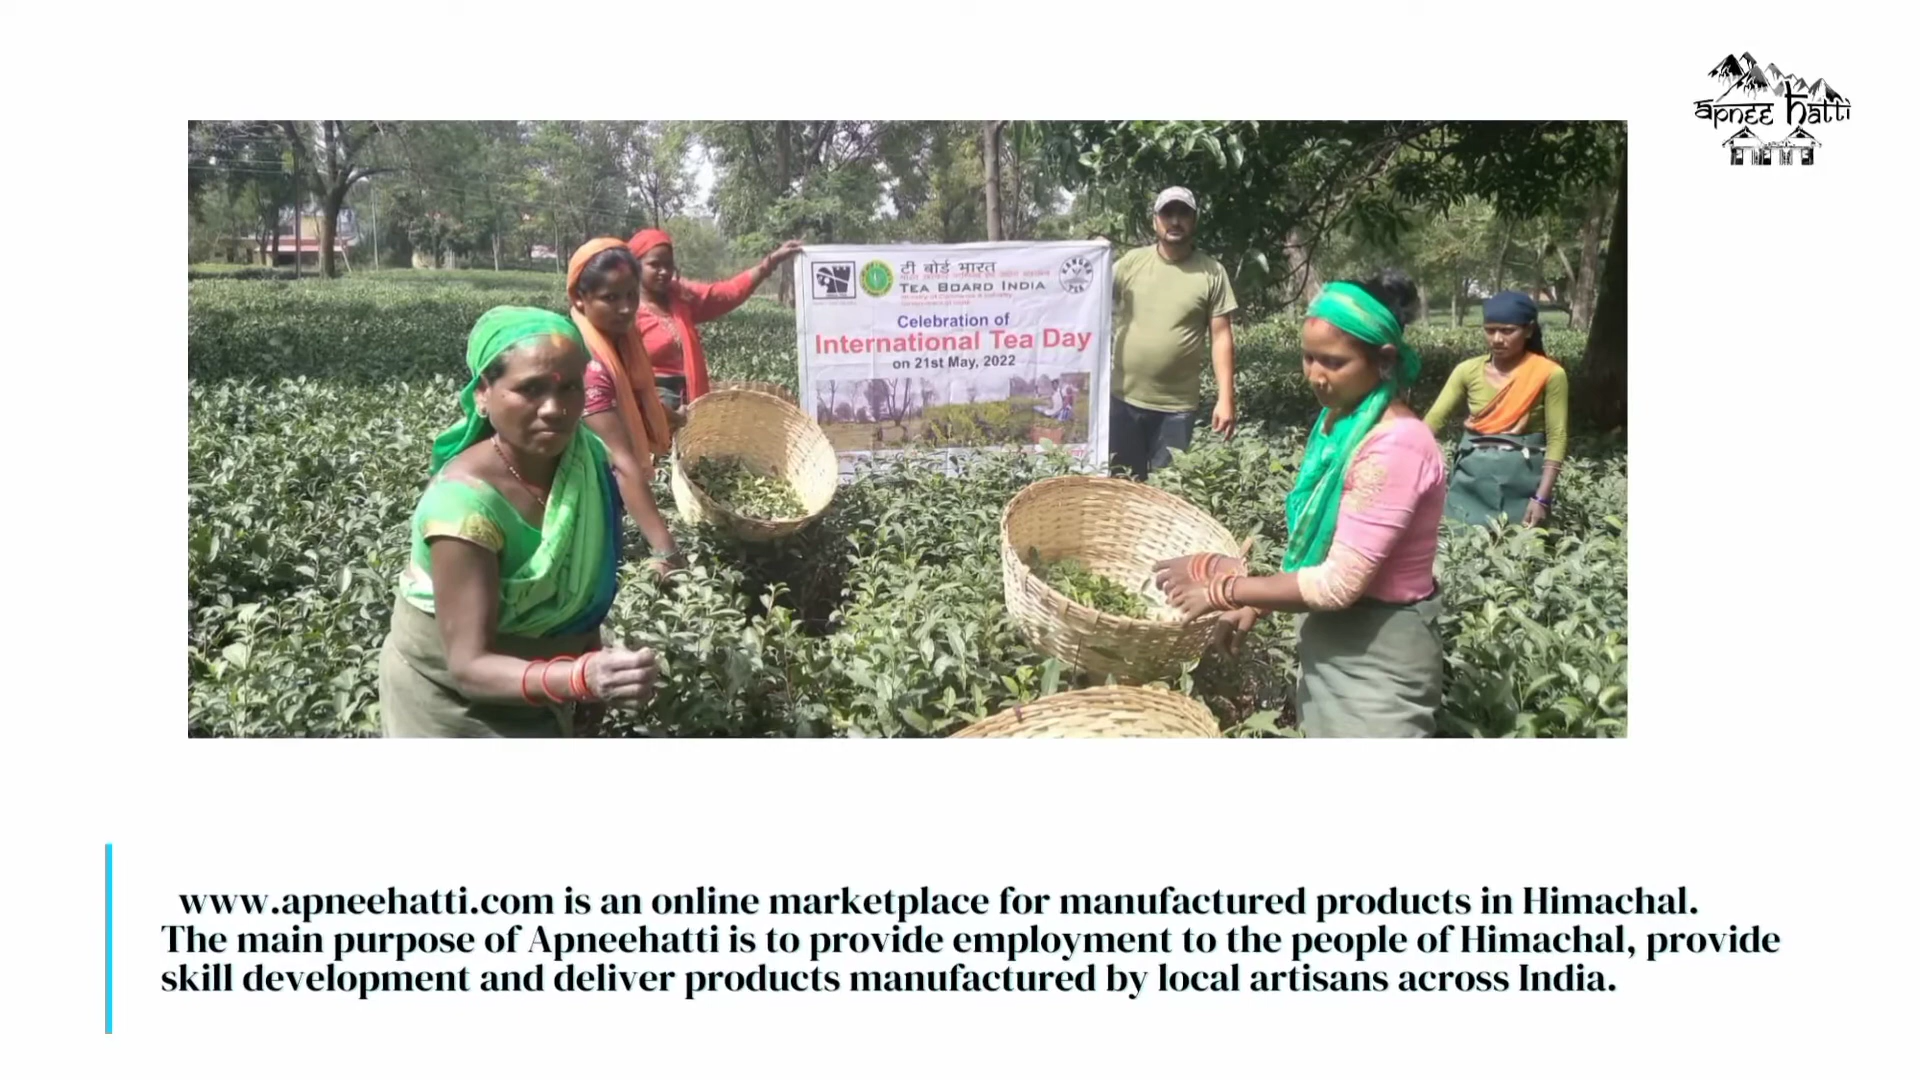 apnee hatti
टी बोर्ड भारत
TEA BOARD INDIA
Celebration of
International Tea Day
on 21st May, 2022
www.apneehatti.com is an online marketplace for manufactured products in Himachal.
The main purpose of Apneehatti is to provide employment to the people of Himachal, provide
skill development and deliver products manufactured by local artisans across India.